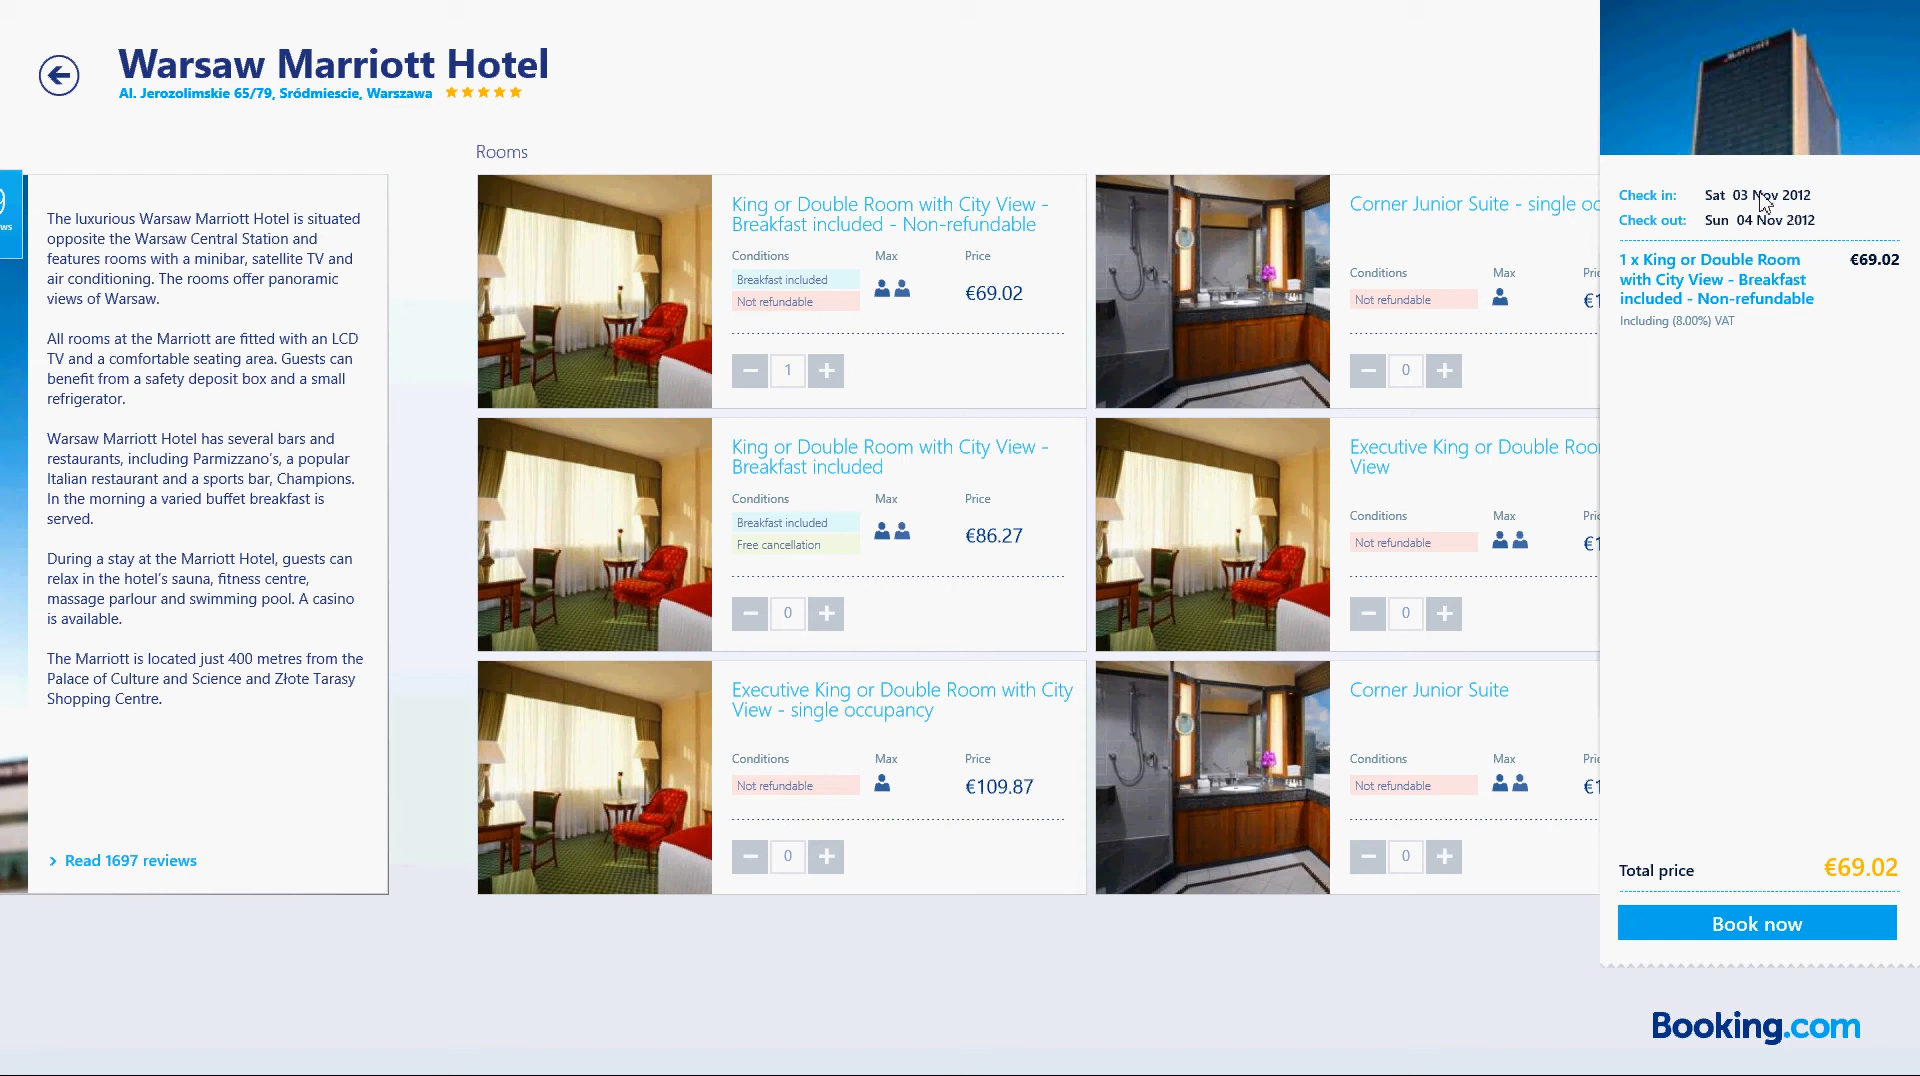 Warsaw Marriott Hotel
Al. Jerozolimskie 65/79, Sródmiescie, Warszawa
Rooms
The luxurious Warsaw Marriott Hotel is situated
opposite the Warsaw Central Station and
features rooms with a minibar, satellite TV and
air conditioning. The rooms offer panoramic
views of Warsaw.
All rooms at the Marriott are fitted with an LCD
TV and a comfortable seating area. Guests can
benefit from a safety deposit box and a small
refrigerator.
Warsaw Marriott Hotel has several bars and
restaurants, including Parmizzano's, a popular
Italian restaurant and a sports bar, Champions.
In the morning a varied buffet breakfast is
served.
During a stay at the Marriott Hotel, guests can
relax in the hotel's sauna, fitness centre,
massage parlour and swimming pool. A casino
is available.
The Marriott is located just 400 metres from the
Palace of Culture and Science and Złote Tarasy
Shopping Centre.
Read 1697 reviews
King or Double Room with City View -
Breakfast included - Non-refundable
Conditions Max Price
Breakfast included
Not refundable
€69.02
1
King or Double Room with City View -
Breakfast included
Conditions Max Price
Breakfast included
Free cancellation
€86.27
0
Executive King or Double Room with City
View - single occupancy
Conditions Max Price
Not refundable
€109.87
0
Corner Junior Suite - single
Conditions Max
Not refundable
0
Executive King or Double
View
Conditions Max
Not refundable
0
Corner Junior Suite
Conditions Max
Not refundable
0
Marriott
Check in: Sat 03 Nov 2012
Check out: Sun 04 Nov 2012
1 x King or Double Room €69.02
with City View - Breakfast
included - Non-refundable
Including (8.00%) VAT
Total price €69.02
Book now
Booking.com